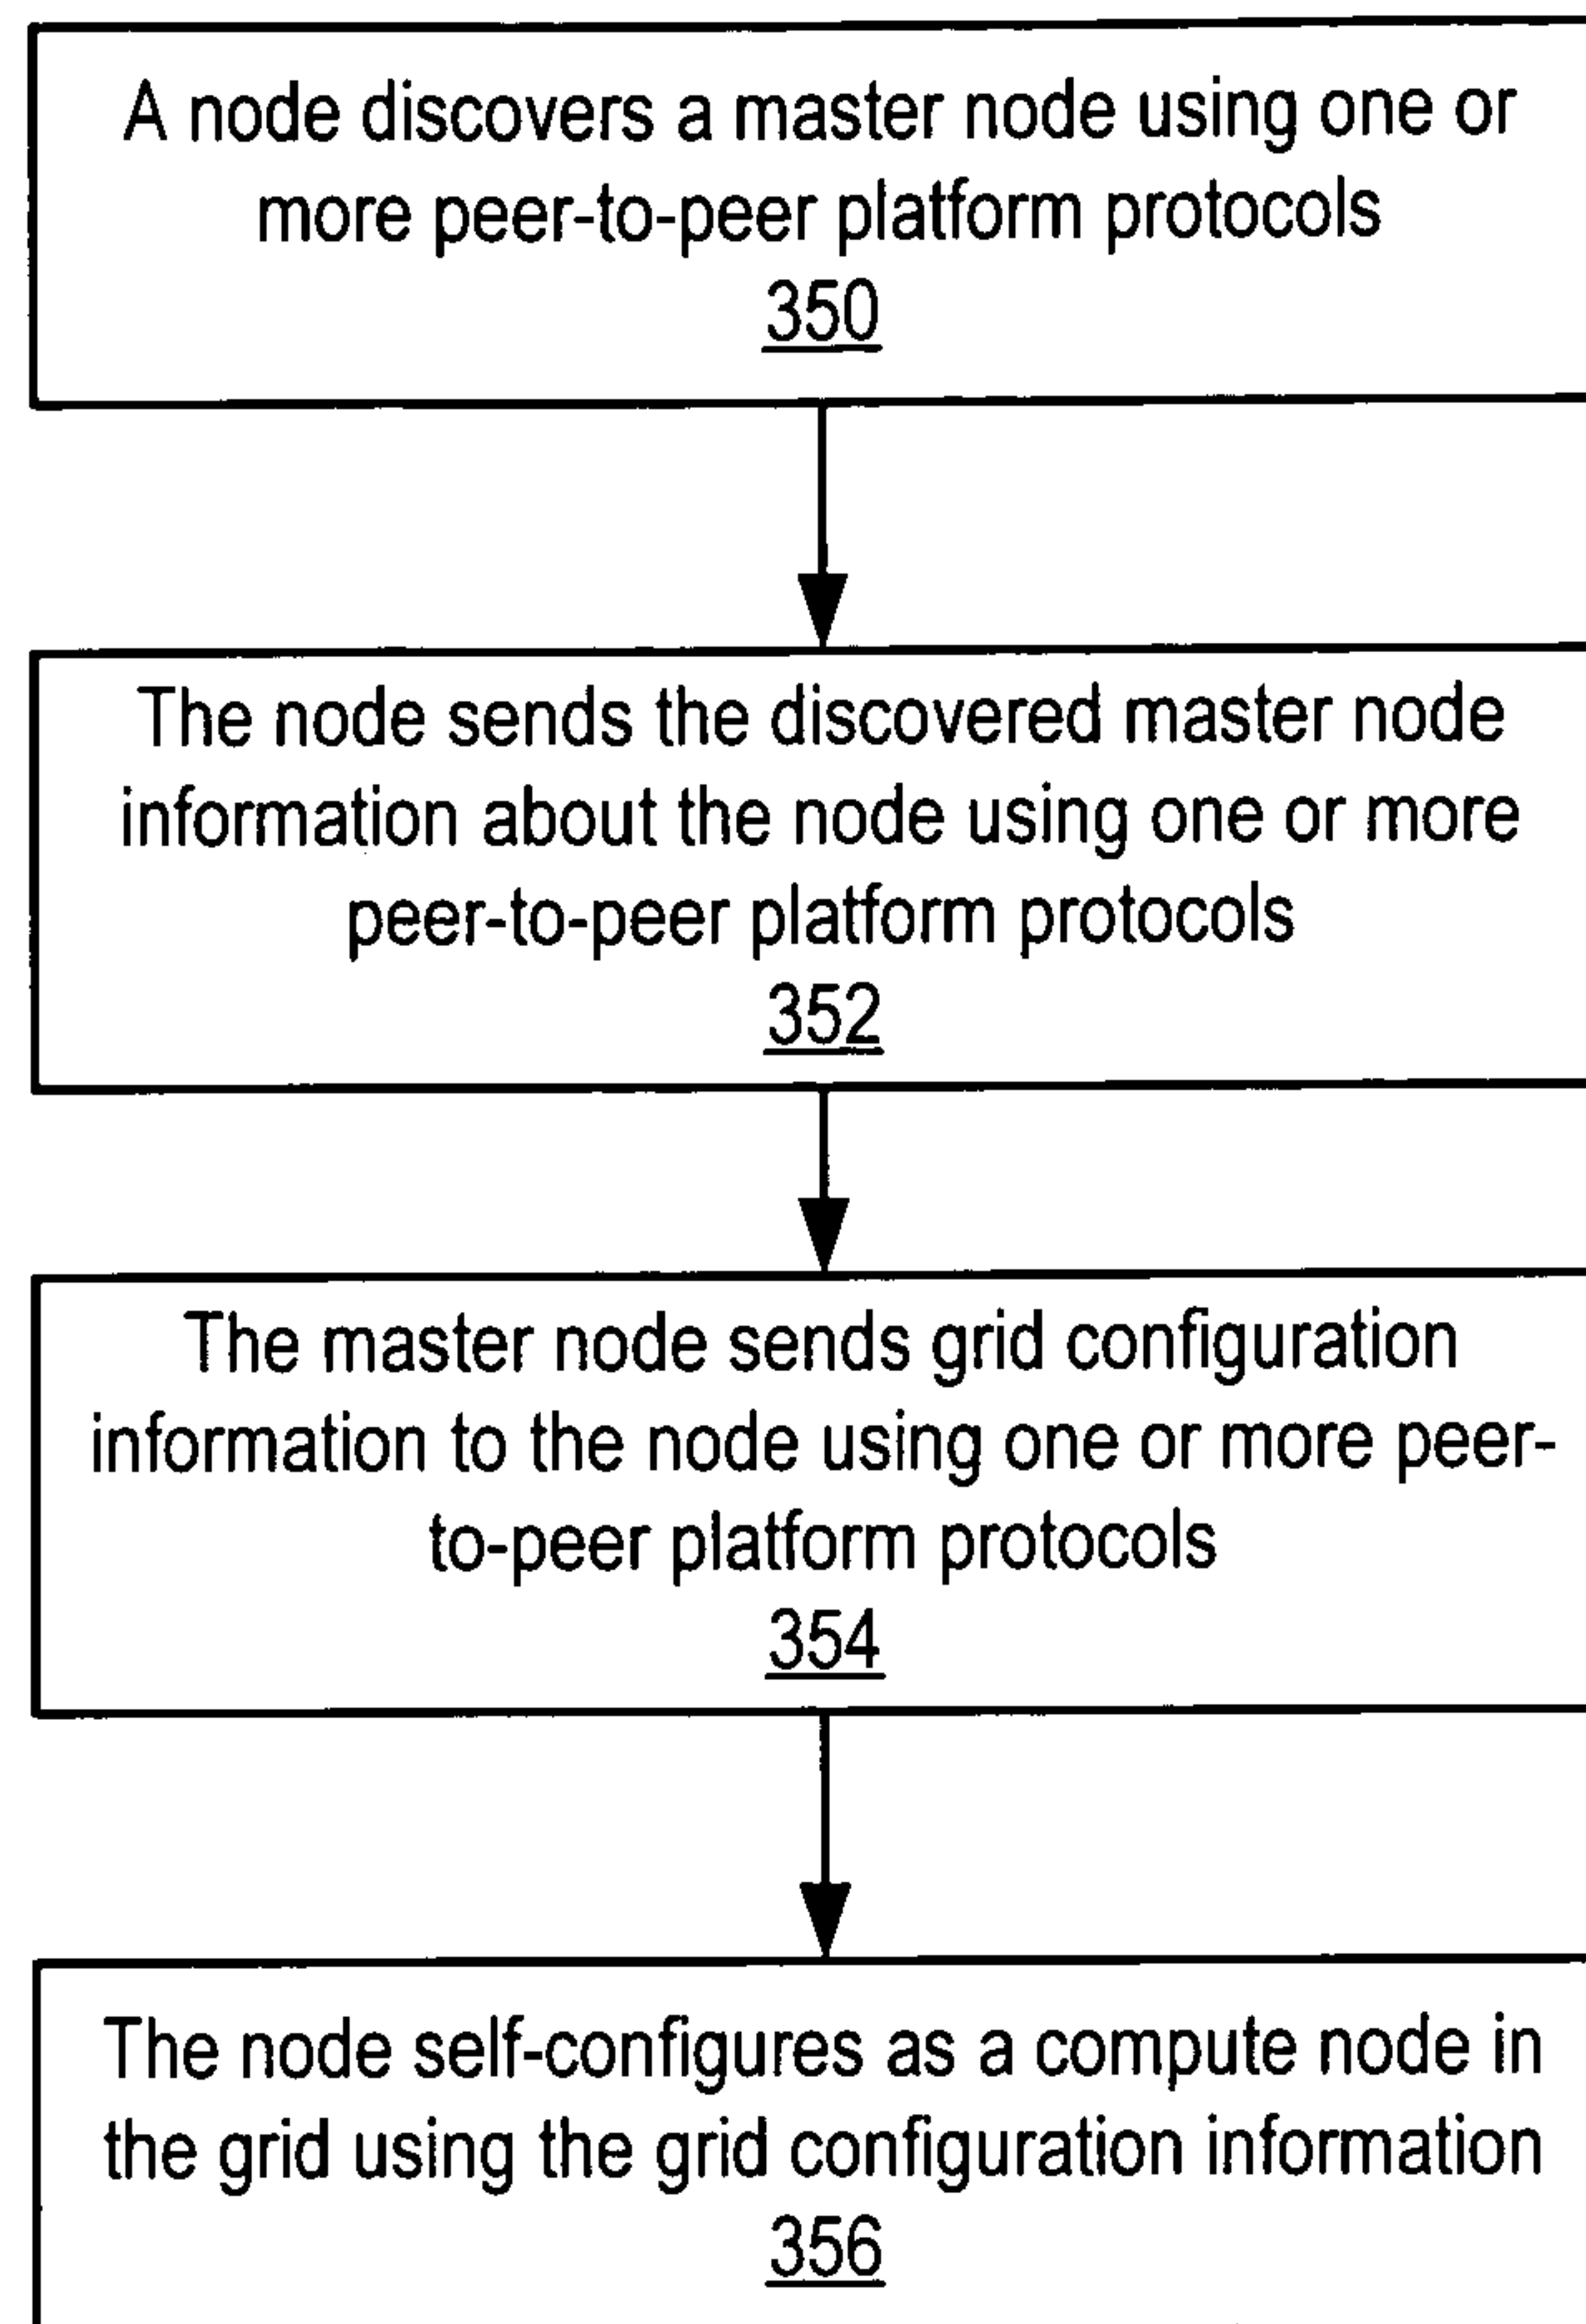 A node discovers a master node using one or
more peer-to-peer platform protocols
350
The node sends the discovered master node
information about the node using one or more
peer-to-peer platform protocols
352
The master node sends grid configuration
information to the node using one or more peer-
to-peer platform protocols
354
The node self-configures as a compute node in
the grid using the grid configuration information
356